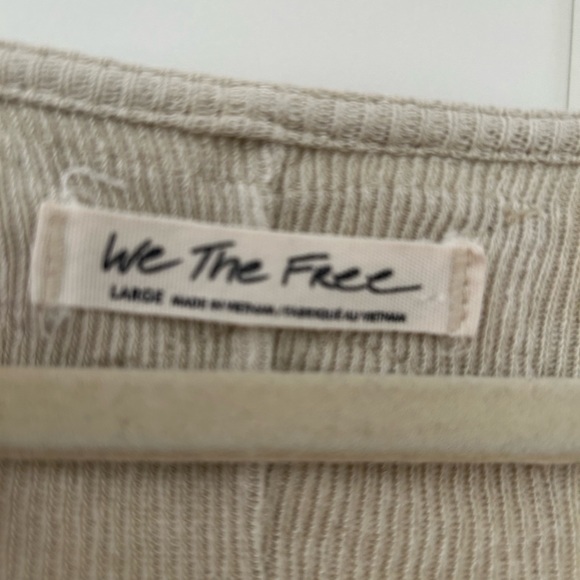 We The Free
LARGE MADE IN VIETNAM / FABRIQUÉ AU VIETNAM